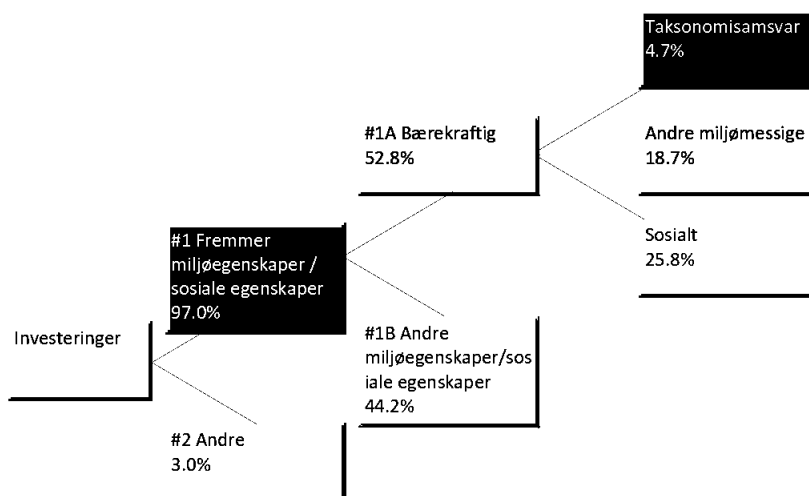 Taksonomisamsvar
4.7%
#1A Bærekraftig
52.8%
Andre miljømessige
18.7%
#1 Fremmer
miljøegenskaper /
sosiale egenskaper
97.0%
Sosialt
25.8%
Investeringer
#1B Andre
miljøegenskaper/sos
iale egenskaper
44.2%
#2 Andre
3.0%